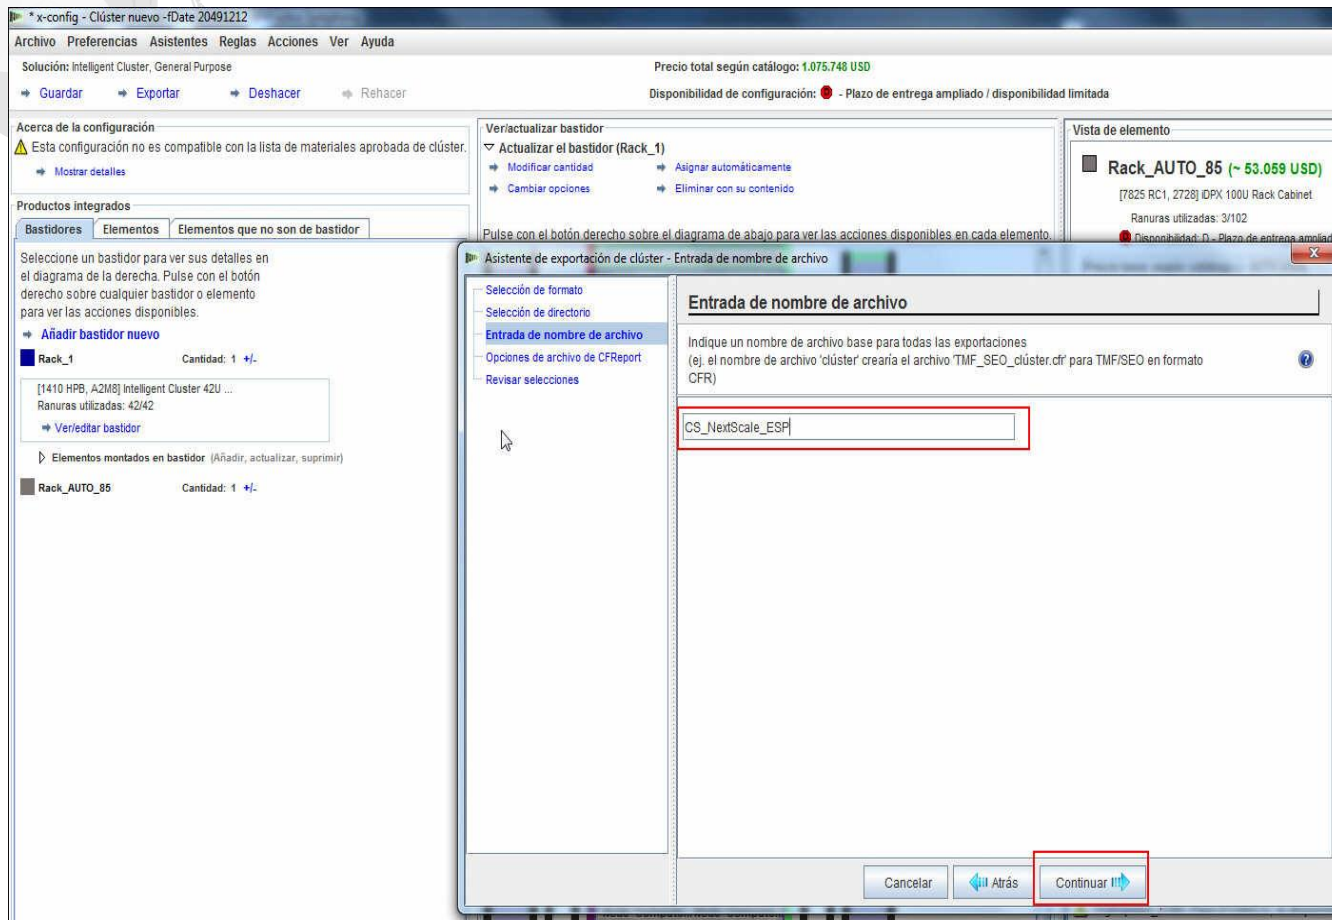 * x-config - Clúster nuevo -fDate 20491212
Archivo Preferencias Asistentes Reglas Acciones Ver Ayuda
Solución: Intelligent Cluster, General Purpose
Precio total según catálogo: 1.075.748 USD
Guardar Exportar Deshacer Rehacer
Disponibilidad de configuración: - Plazo de entrega ampliado / disponibilidad limitada
Acerca de la configuración
Esta configuración no es compatible con la lista de materiales aprobada de clúster.
Mostrar detalles
Productos integrados
Bastidores Elementos Elementos que no son de bastidor
Seleccione un bastidor para ver sus detalles en
el diagrama de la derecha. Pulse con el botón
derecho sobre cualquier bastidor o elemento
para ver las acciones disponibles.
Añadir bastidor nuevo
Rack_1 Cantidad: 1 +/-
[1410 HPB, A2M8] Intelligent Cluster 42U ...
Ranuras utilizadas: 42/42
Ver/editar bastidor
Elementos montados en bastidor (Añadir, actualizar, suprimir)
Rack_AUTO_85 Cantidad: 1 +/-
Ver/actualizar bastidor
Actualizar el bastidor (Rack_1)
Modificar cantidad Asignar automáticamente
Cambiar opciones Eliminar con su contenido
Pulse con el botón derecho sobre el diagrama de abajo para ver las acciones disponibles en cada elemento.
Vista de elemento
Rack_AUTO_85 (~ 53.059 USD)
[7825 RC1, 2728] iDPX 100U Rack Cabinet
Ranuras utilizadas: 3/102
Disponibilidad: D - Plazo de entrega ampliad
Asistente de exportación de clúster - Entrada de nombre de archivo
X
Selección de formato
Selección de directorio
Entrada de nombre de archivo
Opciones de archivo de CFReport
Revisar selecciones
Entrada de nombre de archivo
Indique un nombre de archivo base para todas las exportaciones
(ej. el nombre de archivo 'clúster' crearía el archivo 'TMF_SEO_clúster.cfr' para TMF/SEO en formato
CFR)
?
CS_NextScale_ESP
Cancelar Atrás Continuar